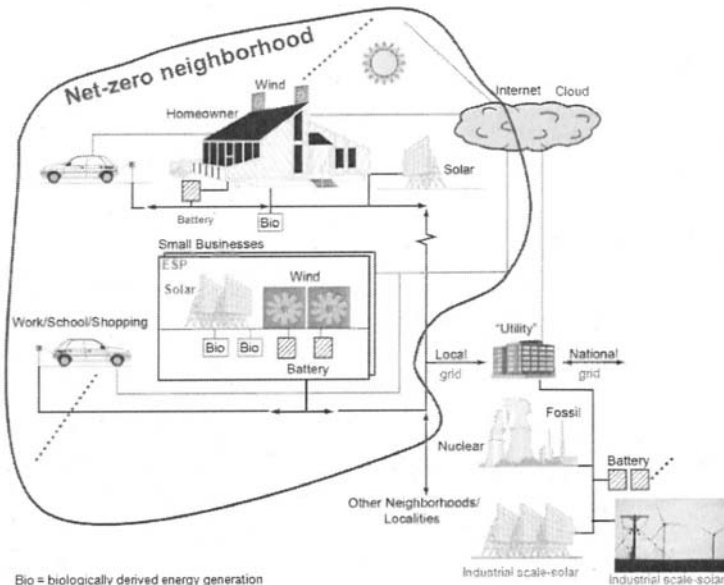 Net-zero neighborhood
Wind
Homeowner
Internet Cloud
Solar
Battery
Bio
Small Businesses
ESP
Solar
Wind
Work/School/Shopping
Bio
Bio
Battery
"Utility"
Local
grid
National
grid
Nuclear
Fossil
Battery
Other Neighborhoods/
Localities
Industrial scale-solar
Industrial scale-solar
Bio = biologically derived energy generation